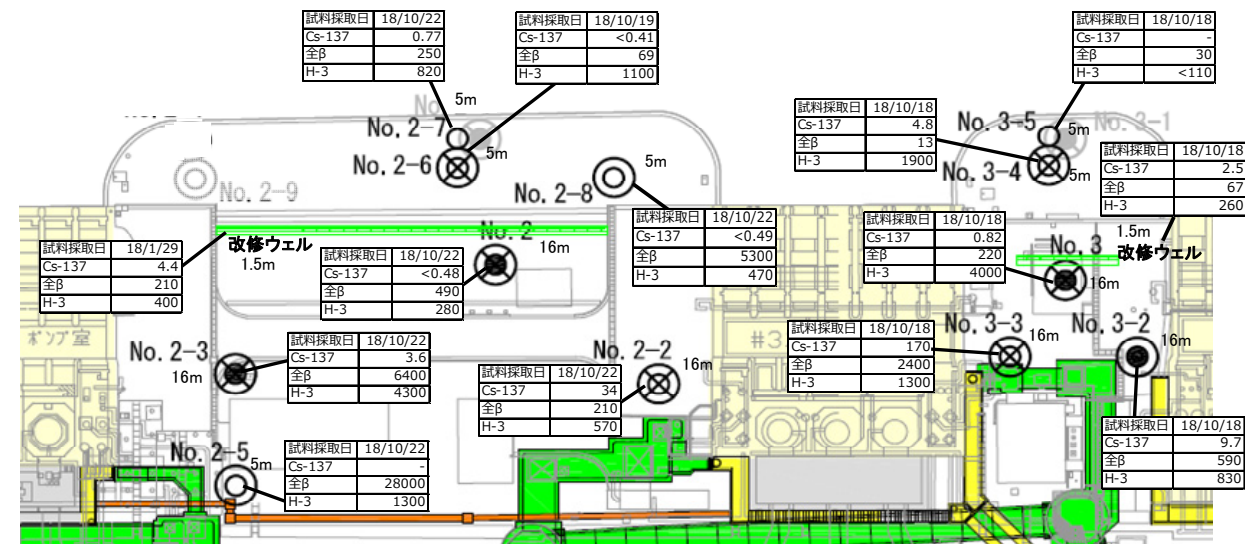 試料採取日 18/10/22
Cs-137 0.77
全β 250
H-3 820
試料採取日 18/10/19
Cs-137 <0.41
全β 69
H-3 1100
試料採取日 18/10/18
Cs-137 -
全β 30
H-3 <110
No. 5m
No. 2-7
No. 2-6 5m
試料採取日 18/10/18
Cs-137 4.8
全β 13
H-3 1900
No. 3-5 5m No. 3-1
No. 3-4 5m
試料採取日 18/10/18
Cs-137 2.5
全β 67
H-3 260
No. 2-9
No. 2-8 5m
試料採取日 18/10/22
Cs-137 <0.49
全β 5300
H-3 470
試料採取日 18/10/18
Cs-137 0.82
全β 220
H-3 4000
1.5m
改修ウェル
No. 3
16m
試料採取日 18/1/29
Cs-137 4.4
全β 210
H-3 400
改修ウェル
1.5m
No. 2
16m
試料採取日 18/10/22
Cs-137 <0.48
全β 490
H-3 280
ポンプ室
No. 2-3
16m
試料採取日 18/10/22
Cs-137 3.6
全β 6400
H-3 4300
No. 2-2
16m
試料採取日 18/10/22
Cs-137 34
全β 210
H-3 570
#3
試料採取日 18/10/18
Cs-137 170
全β 2400
H-3 1300
No. 3-3
16m
No. 3-2
16m
No. 2-5
5m
試料採取日 18/10/22
Cs-137 -
全β 28000
H-3 1300
試料採取日 18/10/18
Cs-137 9.7
全β 590
H-3 830